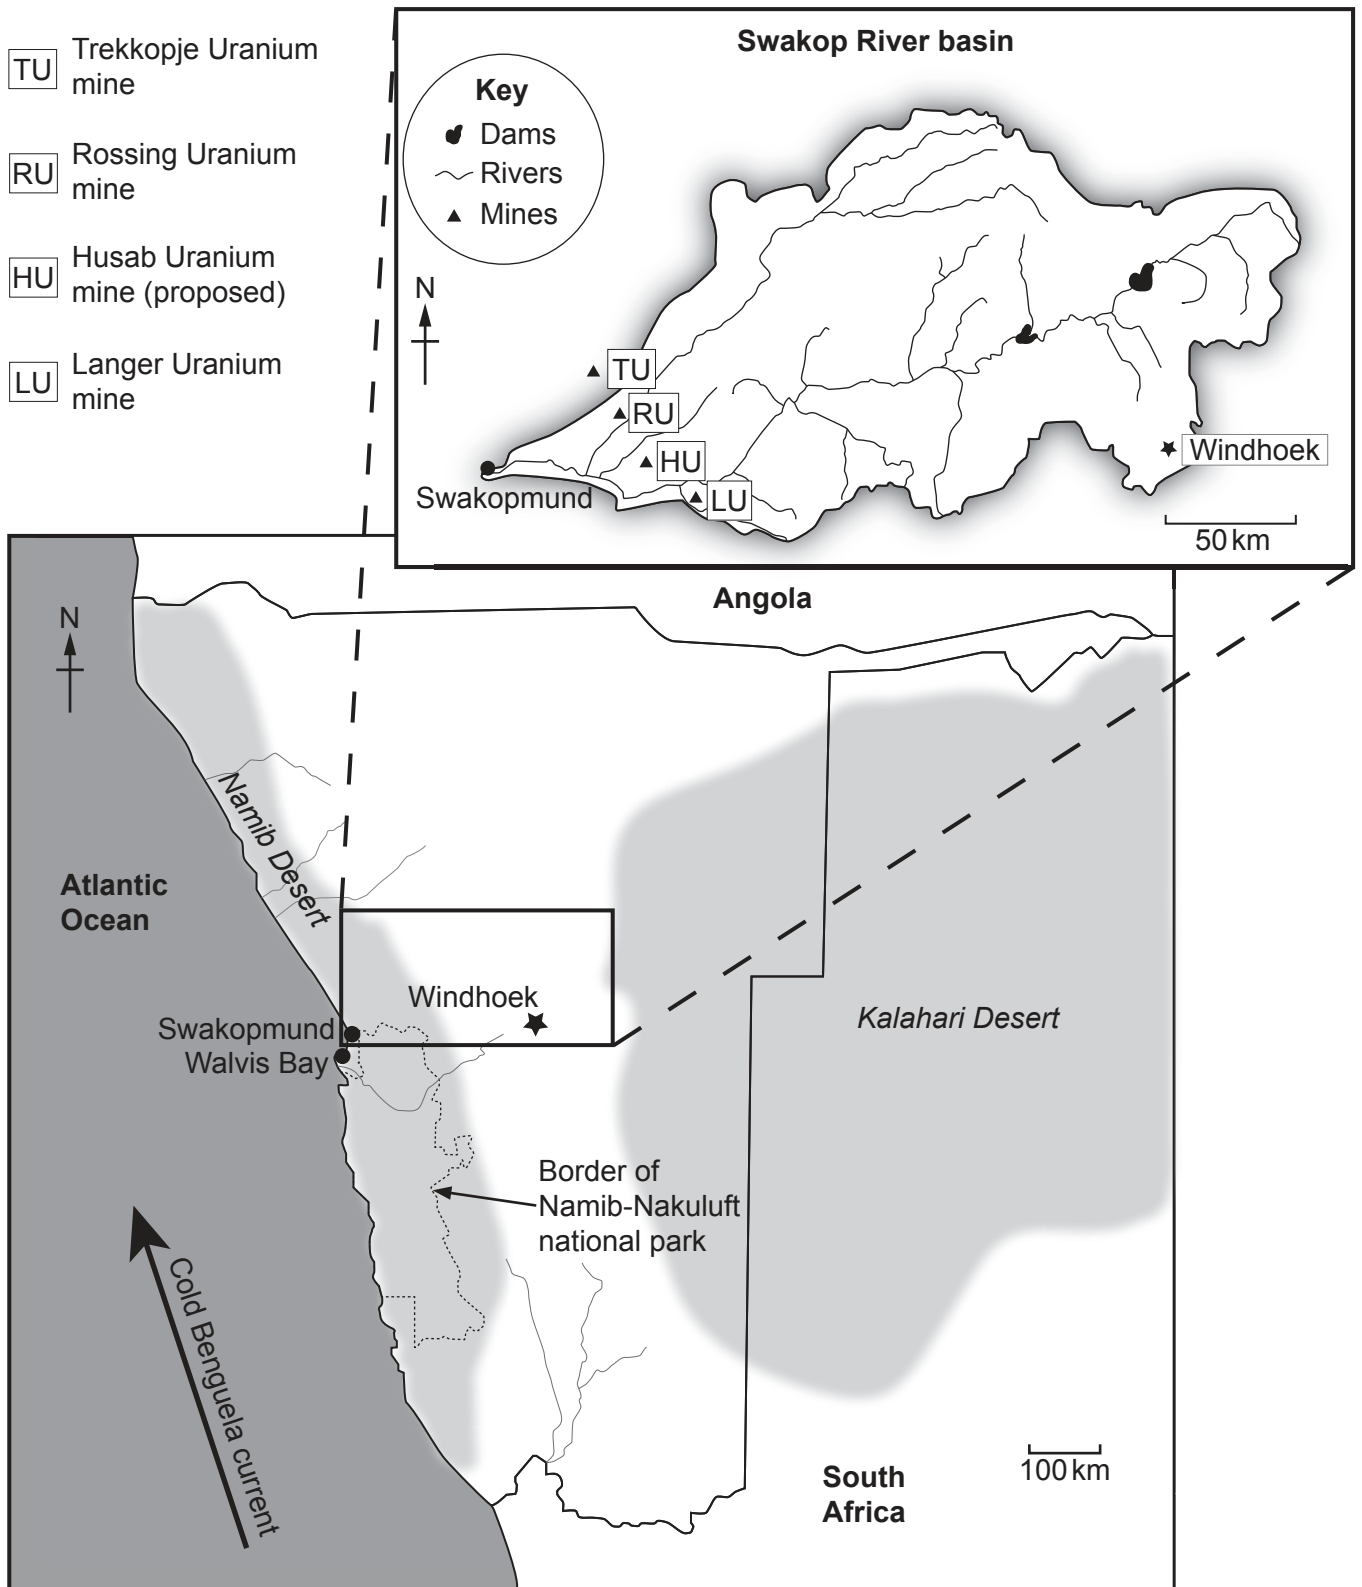 TU
Trekkopje Uranium
mine
RU
Rossing Uranium
mine
HU
Husab Uranium
mine (proposed)
LU
Langer Uranium
mine
Swakop River basin
Key
Dams
Rivers
Mines
N
TU
RU
HU
LU
Swakopmund
Windhoek
50 km
Angola
N
Namib Desert
Atlantic
Ocean
Windhoek
Swakopmund
Walvis Bay
Kalahari Desert
Border of
Namib-Nakuluft
national park
Cold Benguela current
100 km
South
Africa